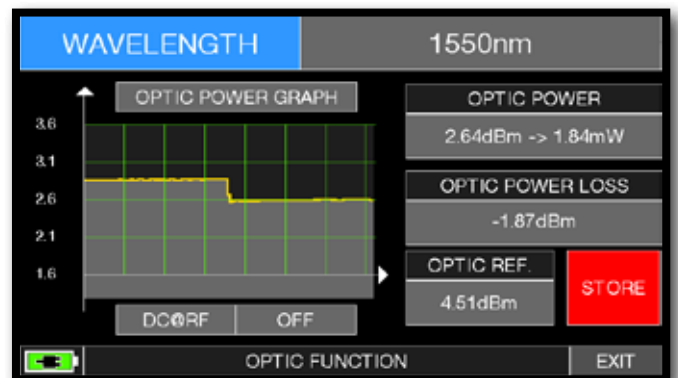 WAVELENGTH 1550nm
OPTIC POWER GRAPH
3.6
3.1
2.6
2.1
1.6
DC@RF OFF
OPTIC POWER
2.64dBm -> 1.84mW
OPTIC POWER LOSS
-1.87dBm
OPTIC REF.
4.51dBm
STORE
OPTIC FUNCTION EXIT